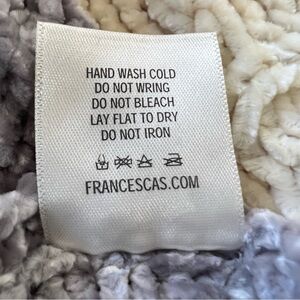 HAND WASH COLD
DO NOT WRING
DO NOT BLEACH
LAY FLAT TO DRY
DO NOT IRON
FRANCESCAS.COM